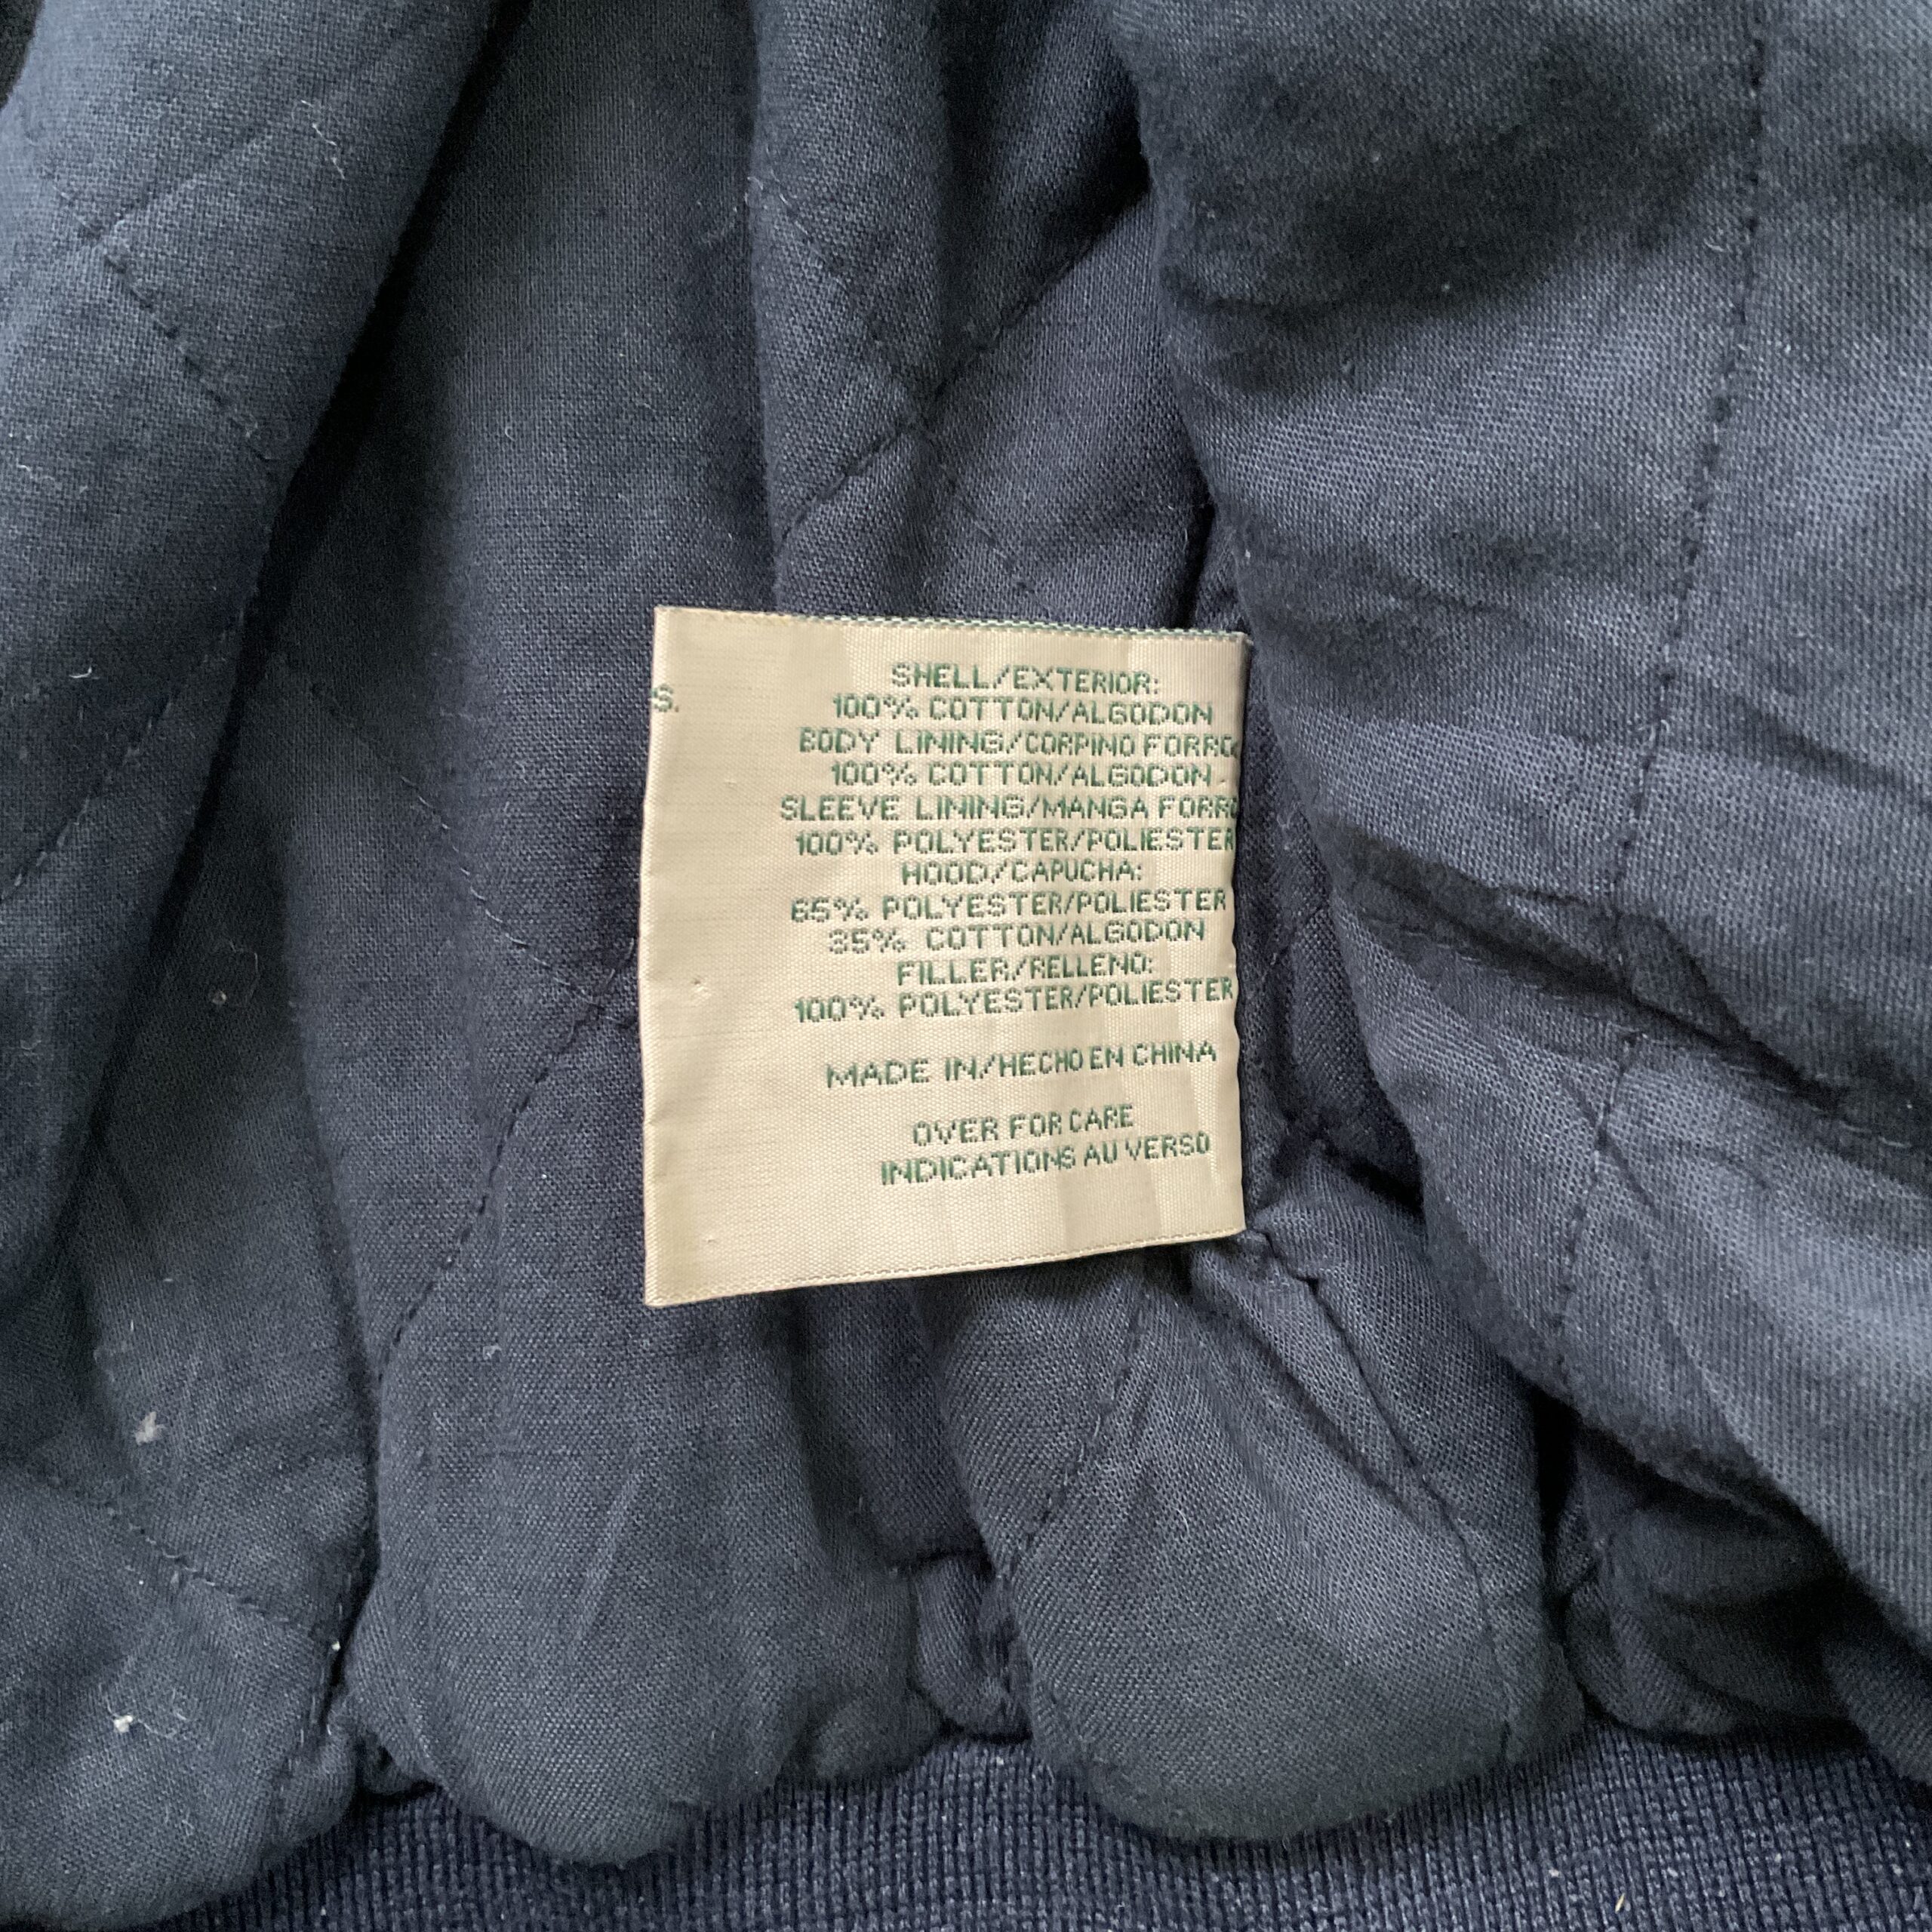 S.
SHELL/EXTERIOR:
100% COTTON/ALGODON
BODY LINING/CORPINO FORRO
100% COTTON/ALGODON
SLEEVE LINING/MANGA FORRO
100% POLYESTER/POLIESTER
HOOD/CAPUCHA:
65% POLYESTER/POLIESTER
35% COTTON/ALGODON
FILLER/RELLENO:
100% POLYESTER/POLIESTER
MADE IN/HECHO EN CHINA
OVER FOR CARE
INDICATIONS AU VERSO